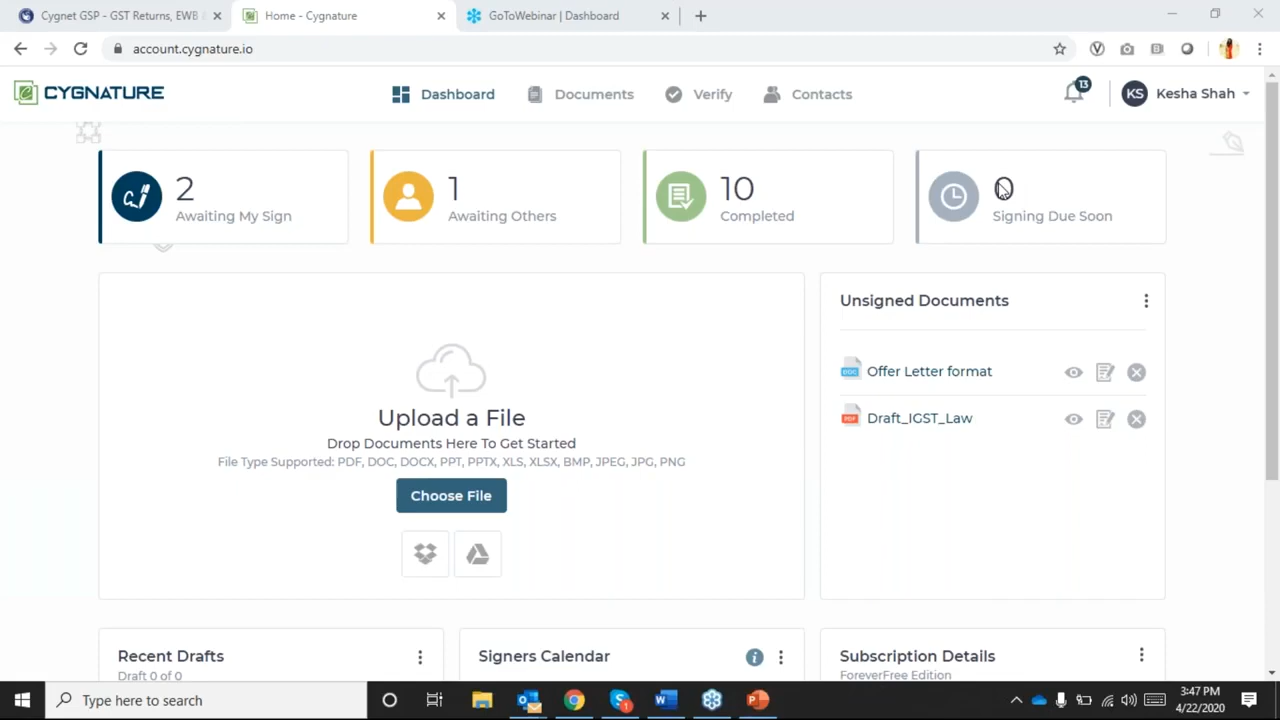 Cygnet GSP - GST Returns, EWB &
Home - Cygnature
GoToWebinar | Dashboard
account.cygnature.io
CYGNATURE
Dashboard
Documents
Verify
Contacts
13
KS
Kesha Shah
2
Awaiting My Sign
1
Awaiting Others
10
Completed
0
Signing Due Soon
Upload a File
Drop Documents Here To Get Started
File Type Supported: PDF, DOC, DOCX, PPT, PPTX, XLS, XLSX, BMP, JPEG, JPG, PNG
Choose File
Unsigned Documents
DOC
Offer Letter format
PDF
Draft_IGST_Law
Recent Drafts
Draft 0 of 0
Signers Calendar
Subscription Details
ForeverFree Edition
Type here to search
3:47 PM
4/22/2020